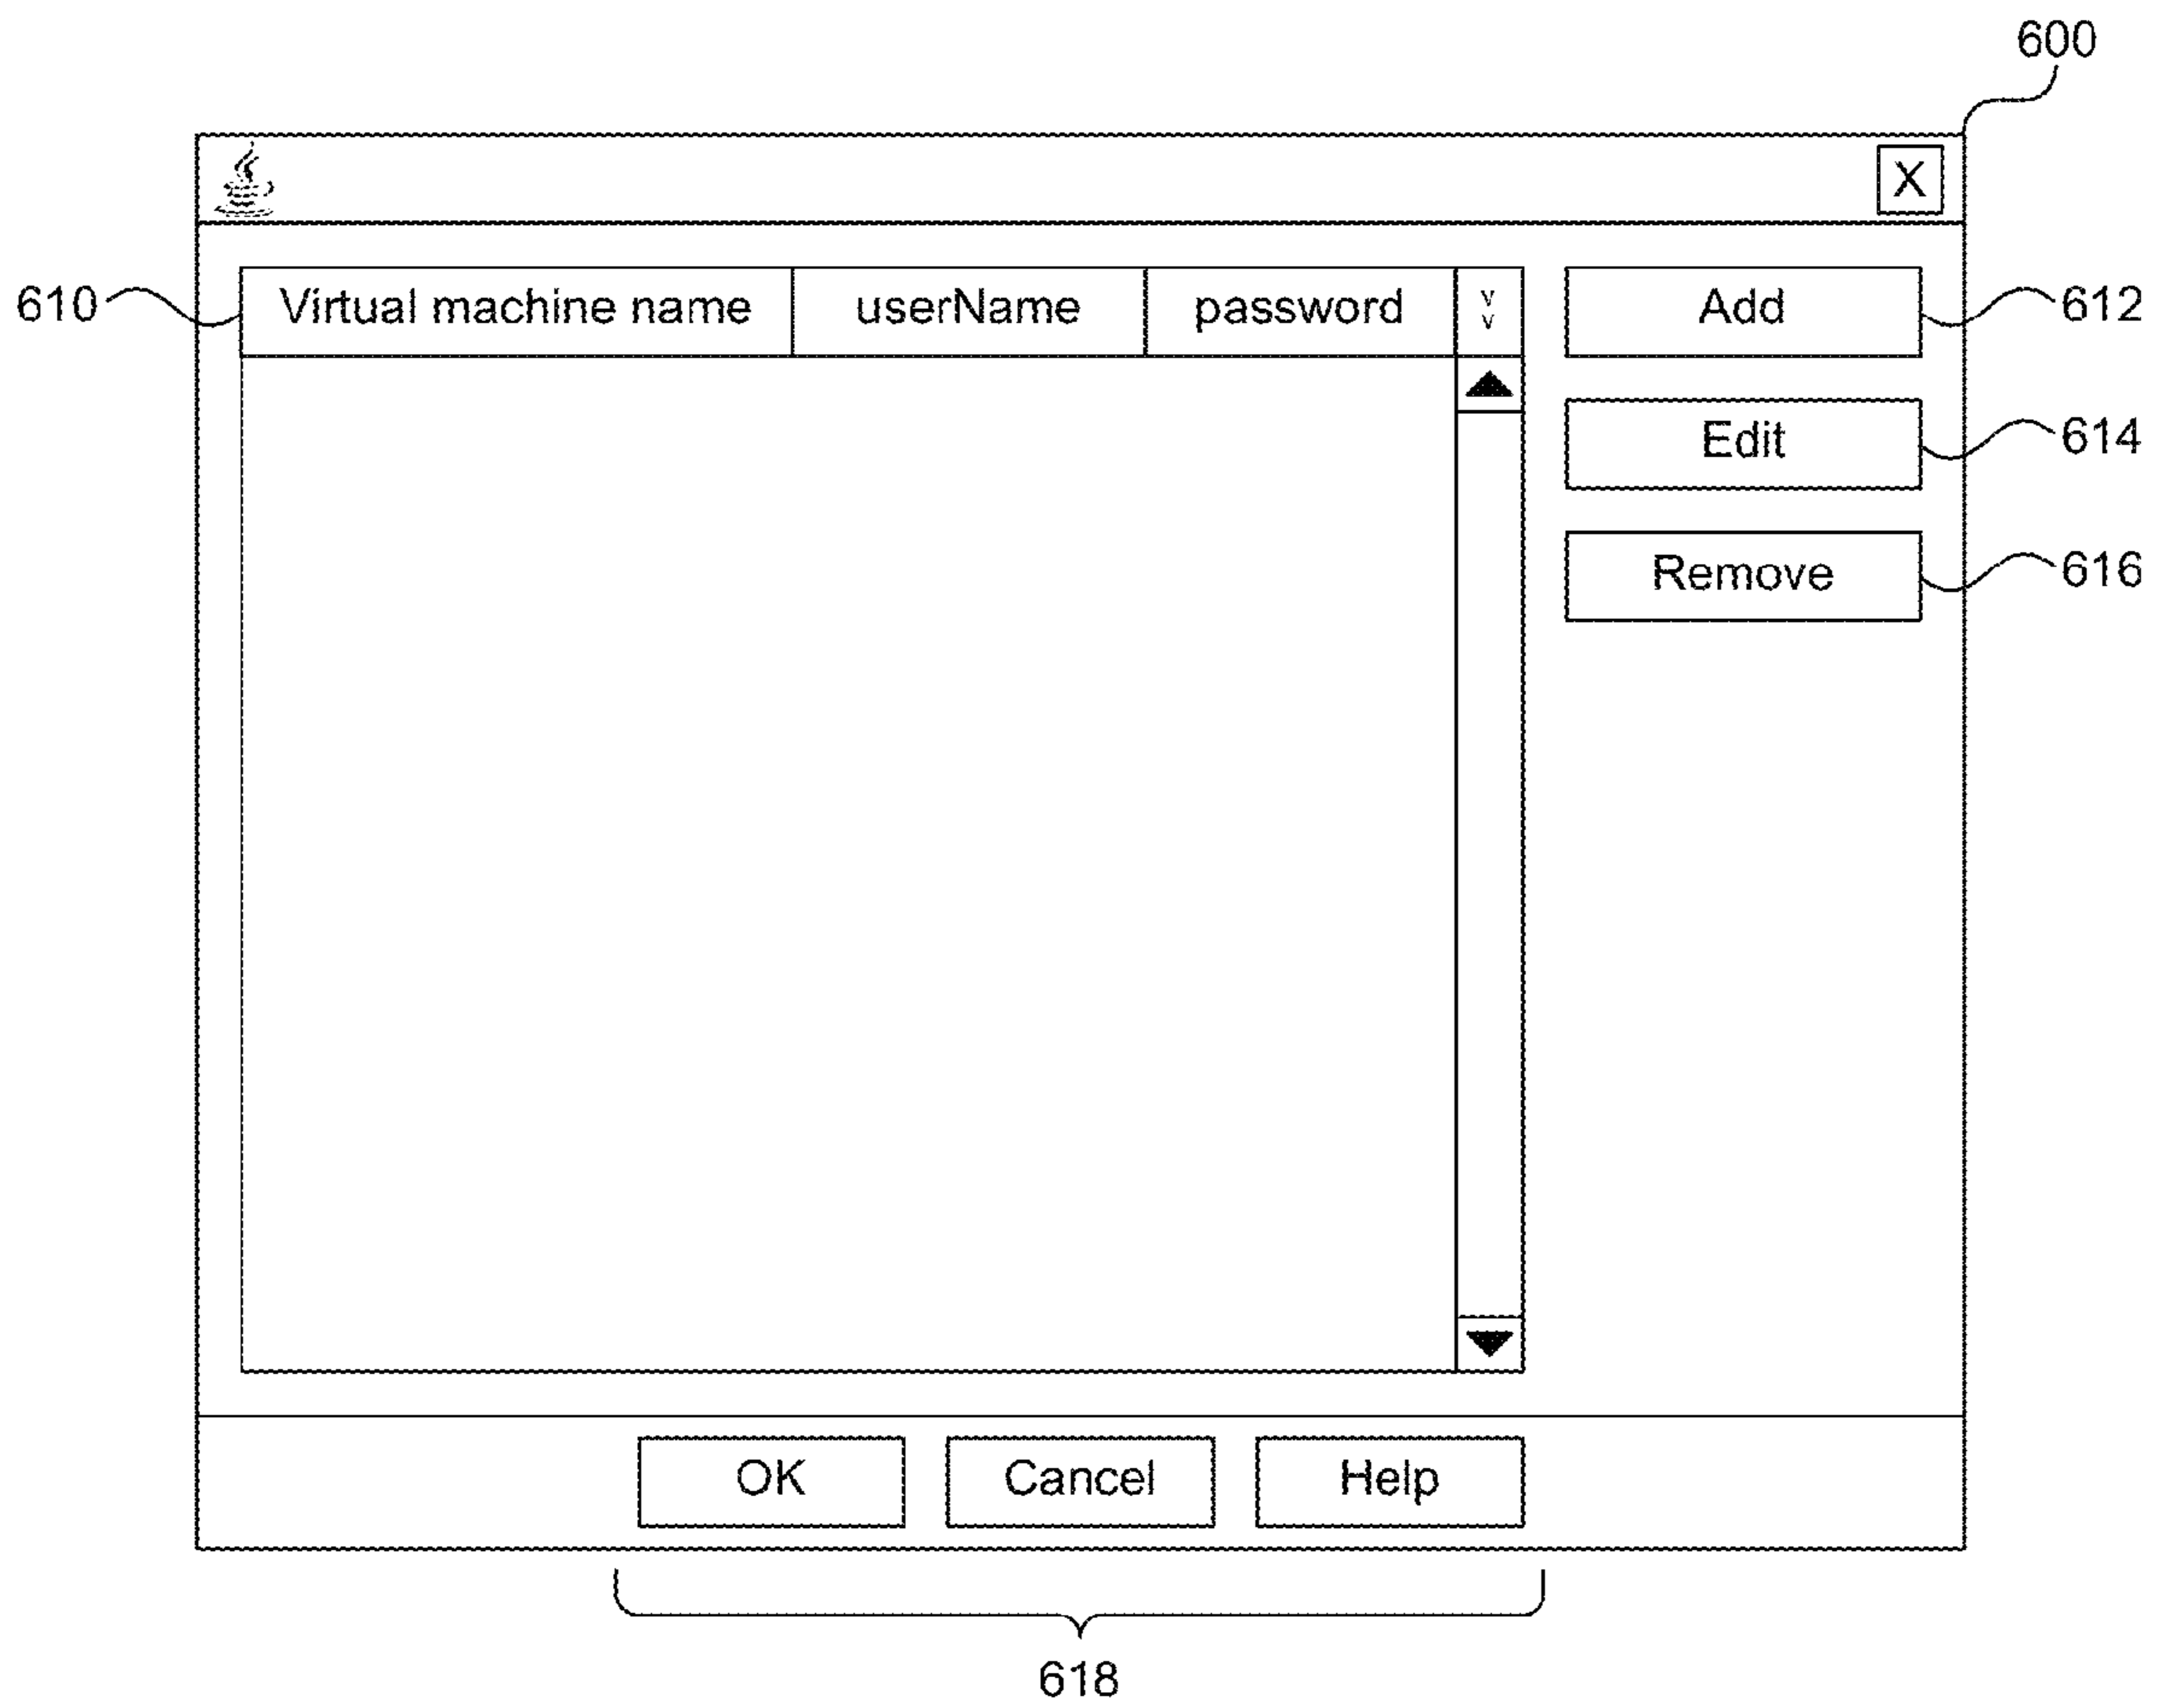 600
X
610 Virtual machine name userName password Add 612
Edit 614
Remove 616
OK Cancel Help
618